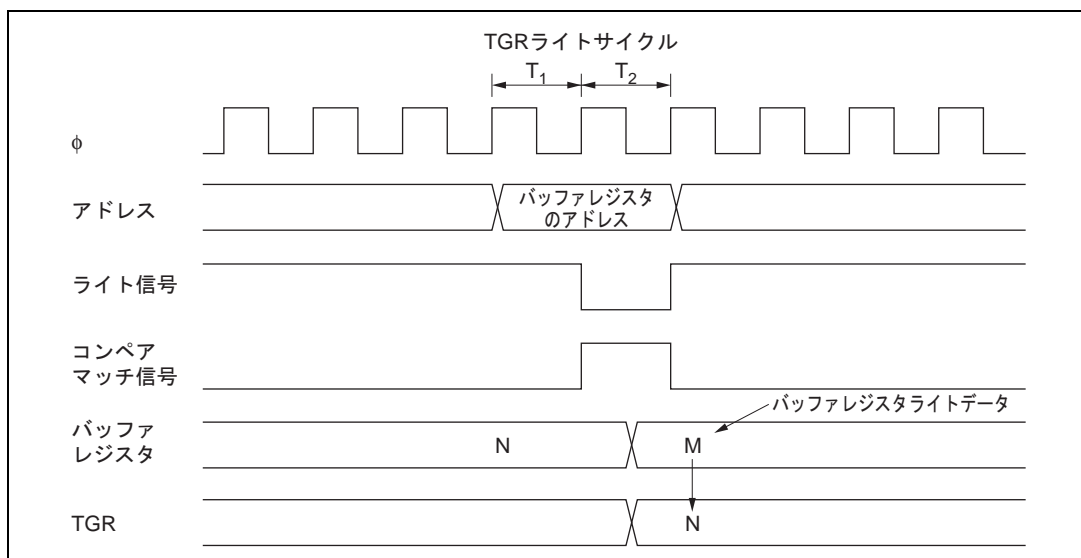 TGRライトサイクル
T1 T2
φ
アドレス
バッファレジスタ
のアドレス
ライト信号
コンペア
マッチ信号
バッファレジスタライトデータ
バッファ
レジスタ
N M
TGR N